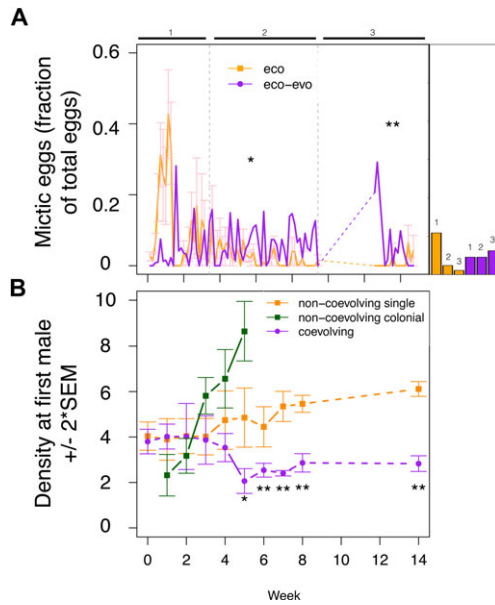 A
1 2 3
0.6
0.4
0.2
0
Mictic eggs (fraction
of total eggs)
eco
eco-evo
*
**
1
2
3
1 2
3
B
10
8
6
4
2
0
Density at first male
+/- 2*SEM
non-coevolving single
non-coevolving colonial
coevolving
* ** ** ** **
0 2 4 6 8 10 12 14
Week